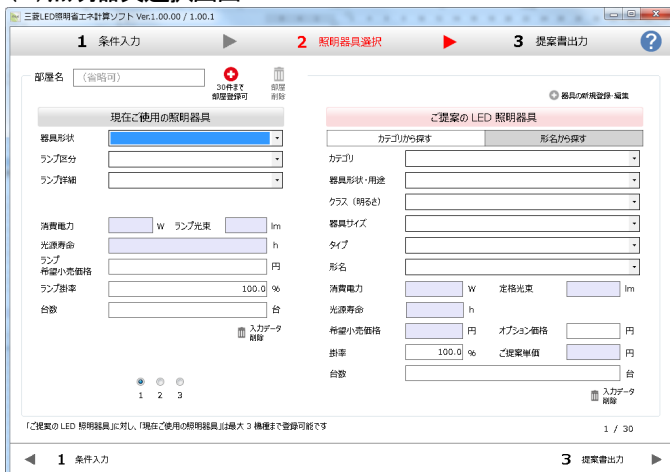 三菱LED照明省エネ計算ソフト Ver.1.00.00 / 1.00.1
1 条件入力
2 照明器具選択
3 提案書出力
?
部屋名 (省略可)
30件まで
部屋登録可
部屋
削除
現在ご使用の照明器具
器具形状
ランプ区分
ランプ詳細
消費電力 W ランプ光束 lm
光源寿命 h
ランプ
希望小売価格 円
ランプ掛率 100.0 %
台数 台
入力データ
削除
1 2 3
器具の新規登録・編集
ご提案の LED 照明器具
カテゴリから探す 形名から探す
カテゴリ
器具形状・用途
クラス (明るさ)
器具サイズ
タイプ
形名
消費電力 W 定格光束 lm
光源寿命 h
希望小売価格 円 オプション価格 円
掛率 100.0 % ご提案単価 円
台数 台
入力データ
削除
「ご提案の LED 照明器具」に対し、「現在ご使用の照明器具」は最大 3 機種まで登録可能です
1 / 30
1 条件入力
3 提案書出力